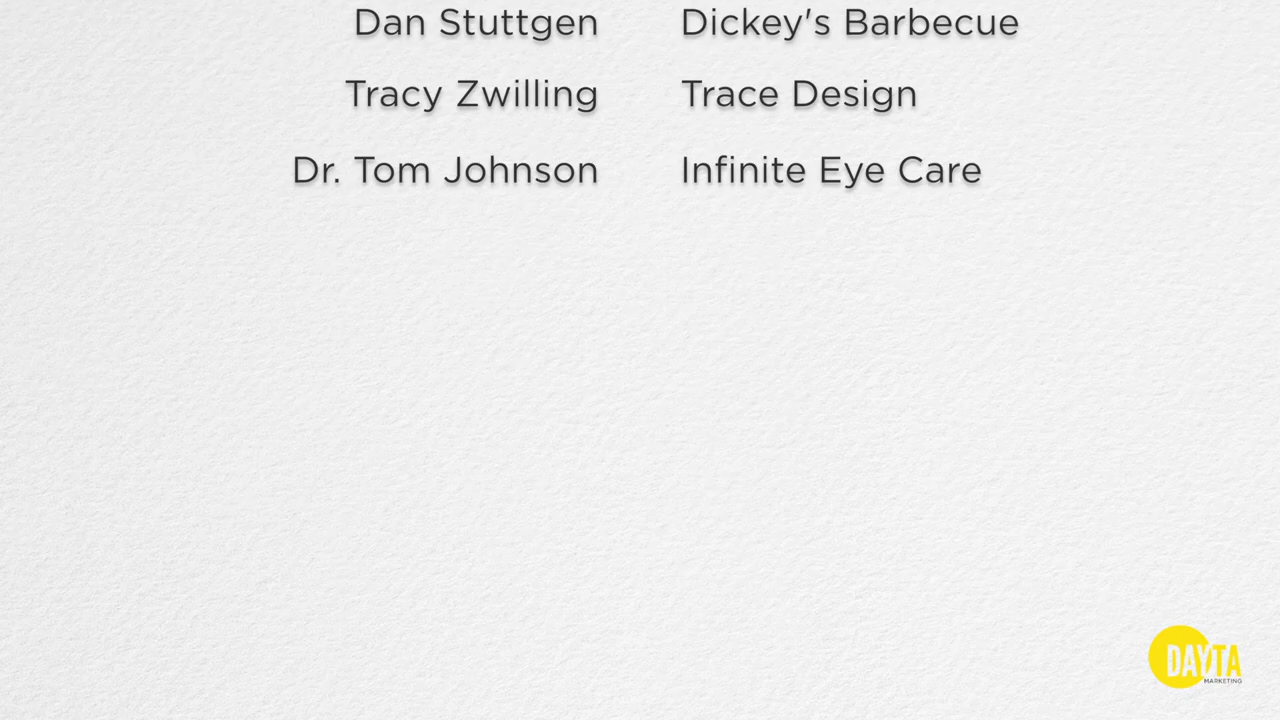 Dan Stuttgen Dickey's Barbecue
Tracy Zwilling Trace Design
Dr. Tom Johnson Infinite Eye Care
DAYTA
MARKETING